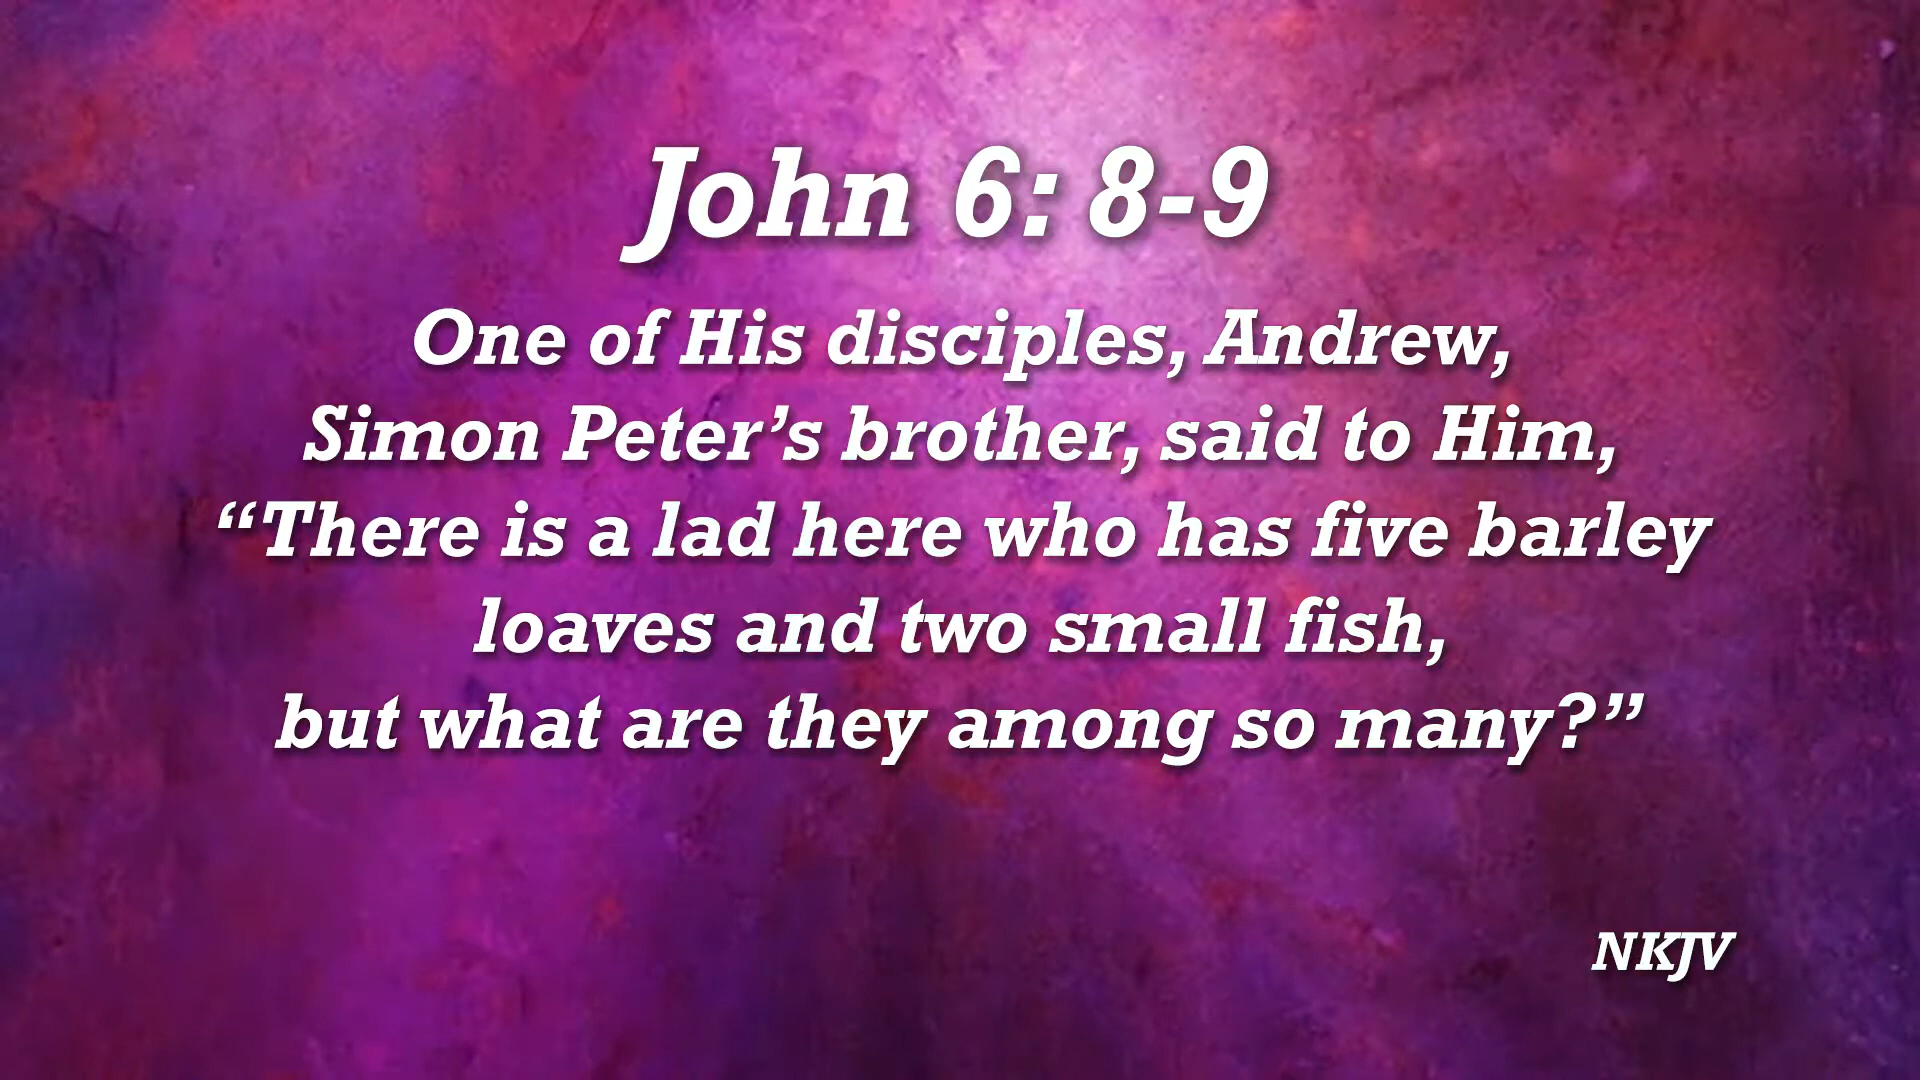 John 6: 8-9
One of His disciples, Andrew,
Simon Peter’s brother, said to Him,
“There is a lad here who has five barley
loaves and two small fish,
but what are they among so many?”
NKJV